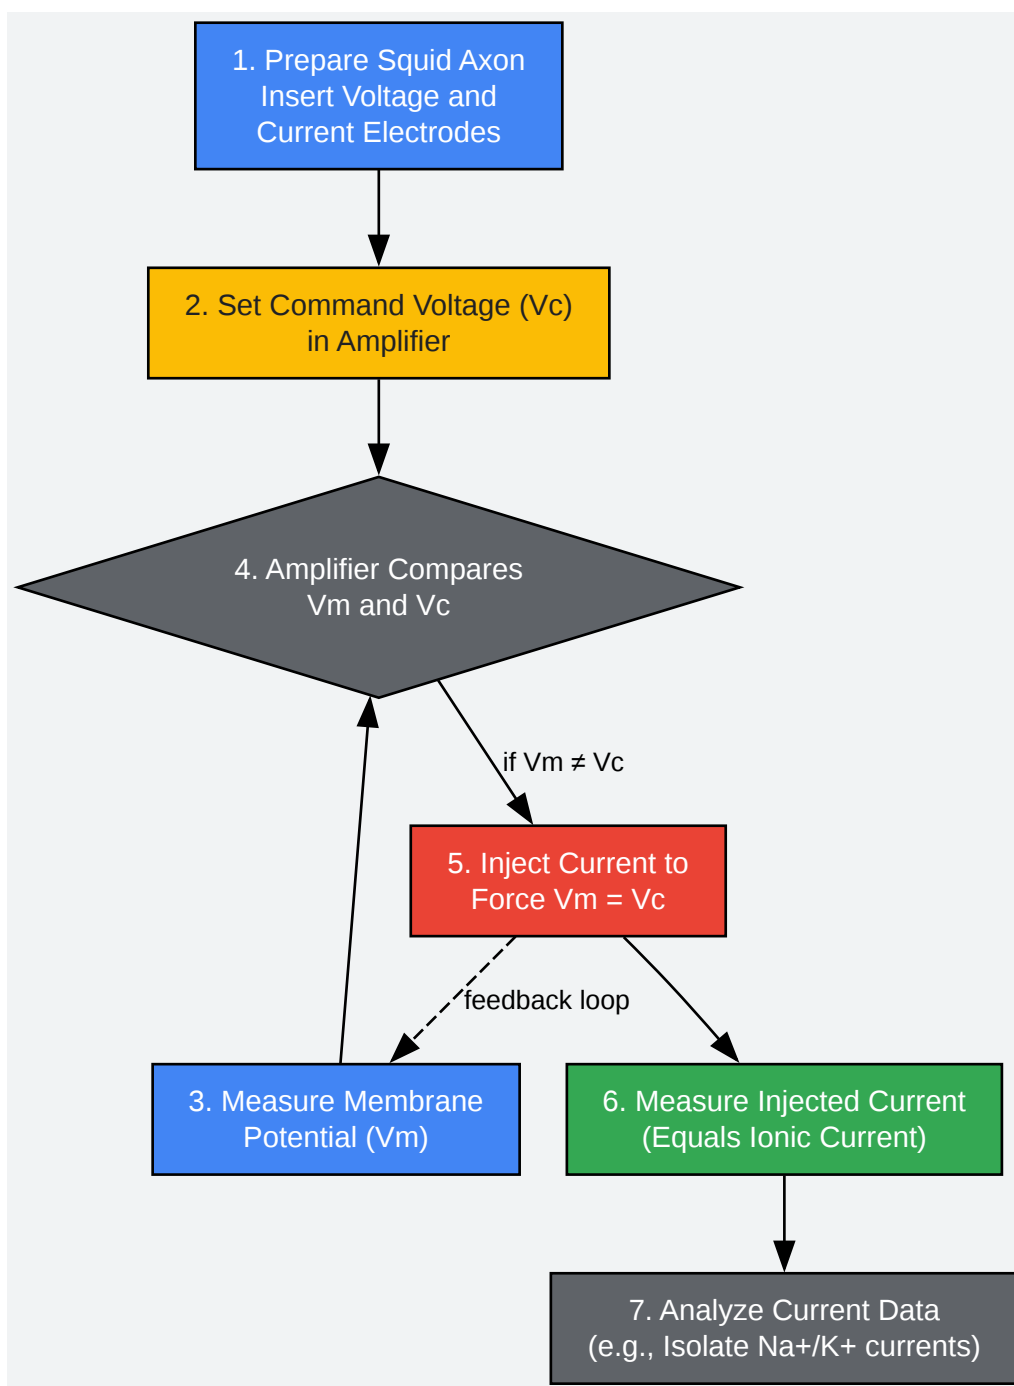 1. Prepare Squid Axon
Insert Voltage and
Current Electrodes
2. Set Command Voltage (Vc)
in Amplifier
4. Amplifier Compares
Vm and Vc
if Vm ≠ Vc
5. Inject Current to
Force Vm = Vc
feedback loop
3. Measure Membrane
Potential (Vm)
6. Measure Injected Current
(Equals Ionic Current)
7. Analyze Current Data
(e.g., Isolate Na+/K+ currents)